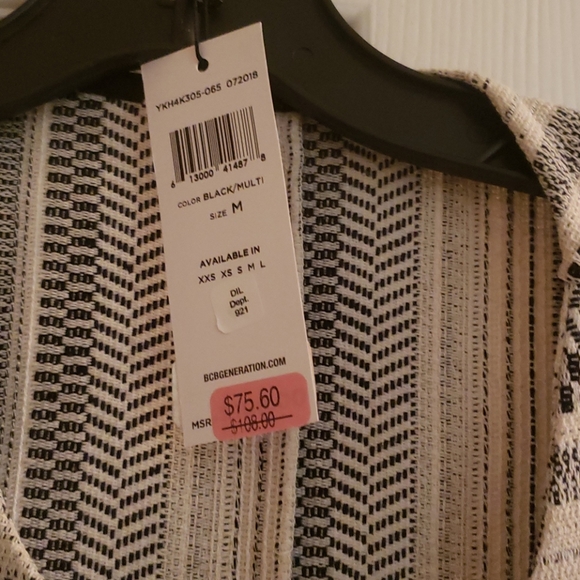 YKH4K305-065 072018
6 13000 41487 8
COLOR BLACK/MULTI
SIZE M
AVAILABLE IN
XXS XS S M L
DIL
Dept.
921
BCBGENERATION.COM
$75.60
MSR $108.00